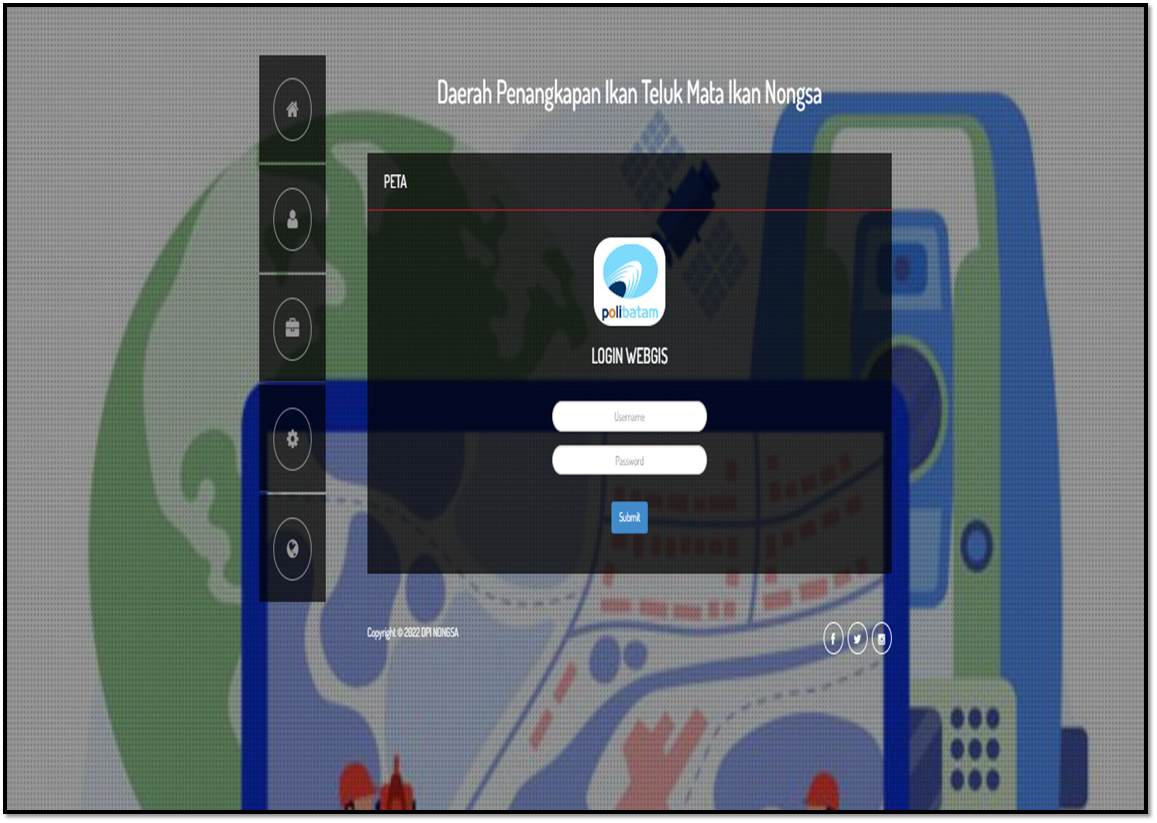 Daerah Penangkapan Ikan Teluk Mata Ikan Nongsa
PETA
polibatam
LOGIN WEBGIS
Username
Password
Submit
Copyright © 2022 DPI NONGSA